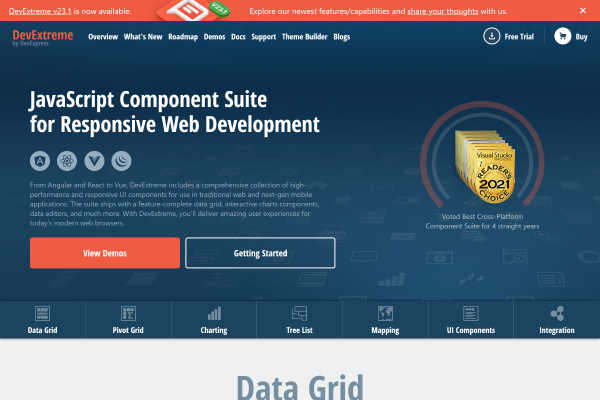 DevExtreme v23.1 is now available.
V23.1
Explore our newest features/capabilities and share your thoughts with us.
DevExtreme
by DevExpress
Overview
What's New
Roadmap
Demos
Docs
Support
Theme Builder
Blogs
Free Trial
Buy
JavaScript Component Suite
for Responsive Web Development
From Angular and React to Vue, DevExtreme includes a comprehensive collection of high-
performance and responsive UI components for use in traditional web and next-gen mobile
applications. The suite ships with a feature-complete data grid, interactive charts components,
data editors, and much more. With DevExtreme, you'll deliver amazing user experiences for
today's modern web browsers.
View Demos
Getting Started
Visual Studio
READERS
2021
CHOICE
Voted Best Cross-Platform
Component Suite for 4 straight years
Data Grid
Pivot Grid
Charting
Tree List
Mapping
UI Components
Integration
Data Grid